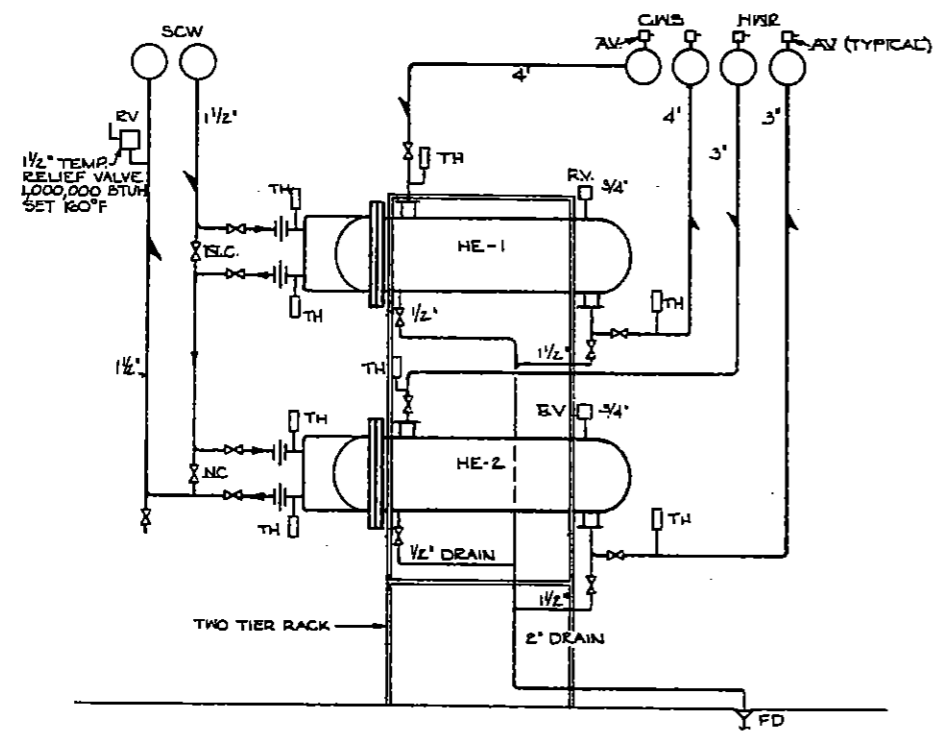 SCW
CWS
HWR
AV
AV (TYPICAL)
RV
1½"
4"
4"
3"
3"
1½" TEMP.
RELIEF VALVE
1,000,000 BTUH
SET 160°F
TH
TH
R.V.
3/4"
HE-1
N.C.
TH
TH
1/2"
1½"
1½"
TH
R.V.
3/4"
TH
HE-2
N.C.
TH
TH
1/2" DRAIN
1½"
TWO TIER RACK
2" DRAIN
FD